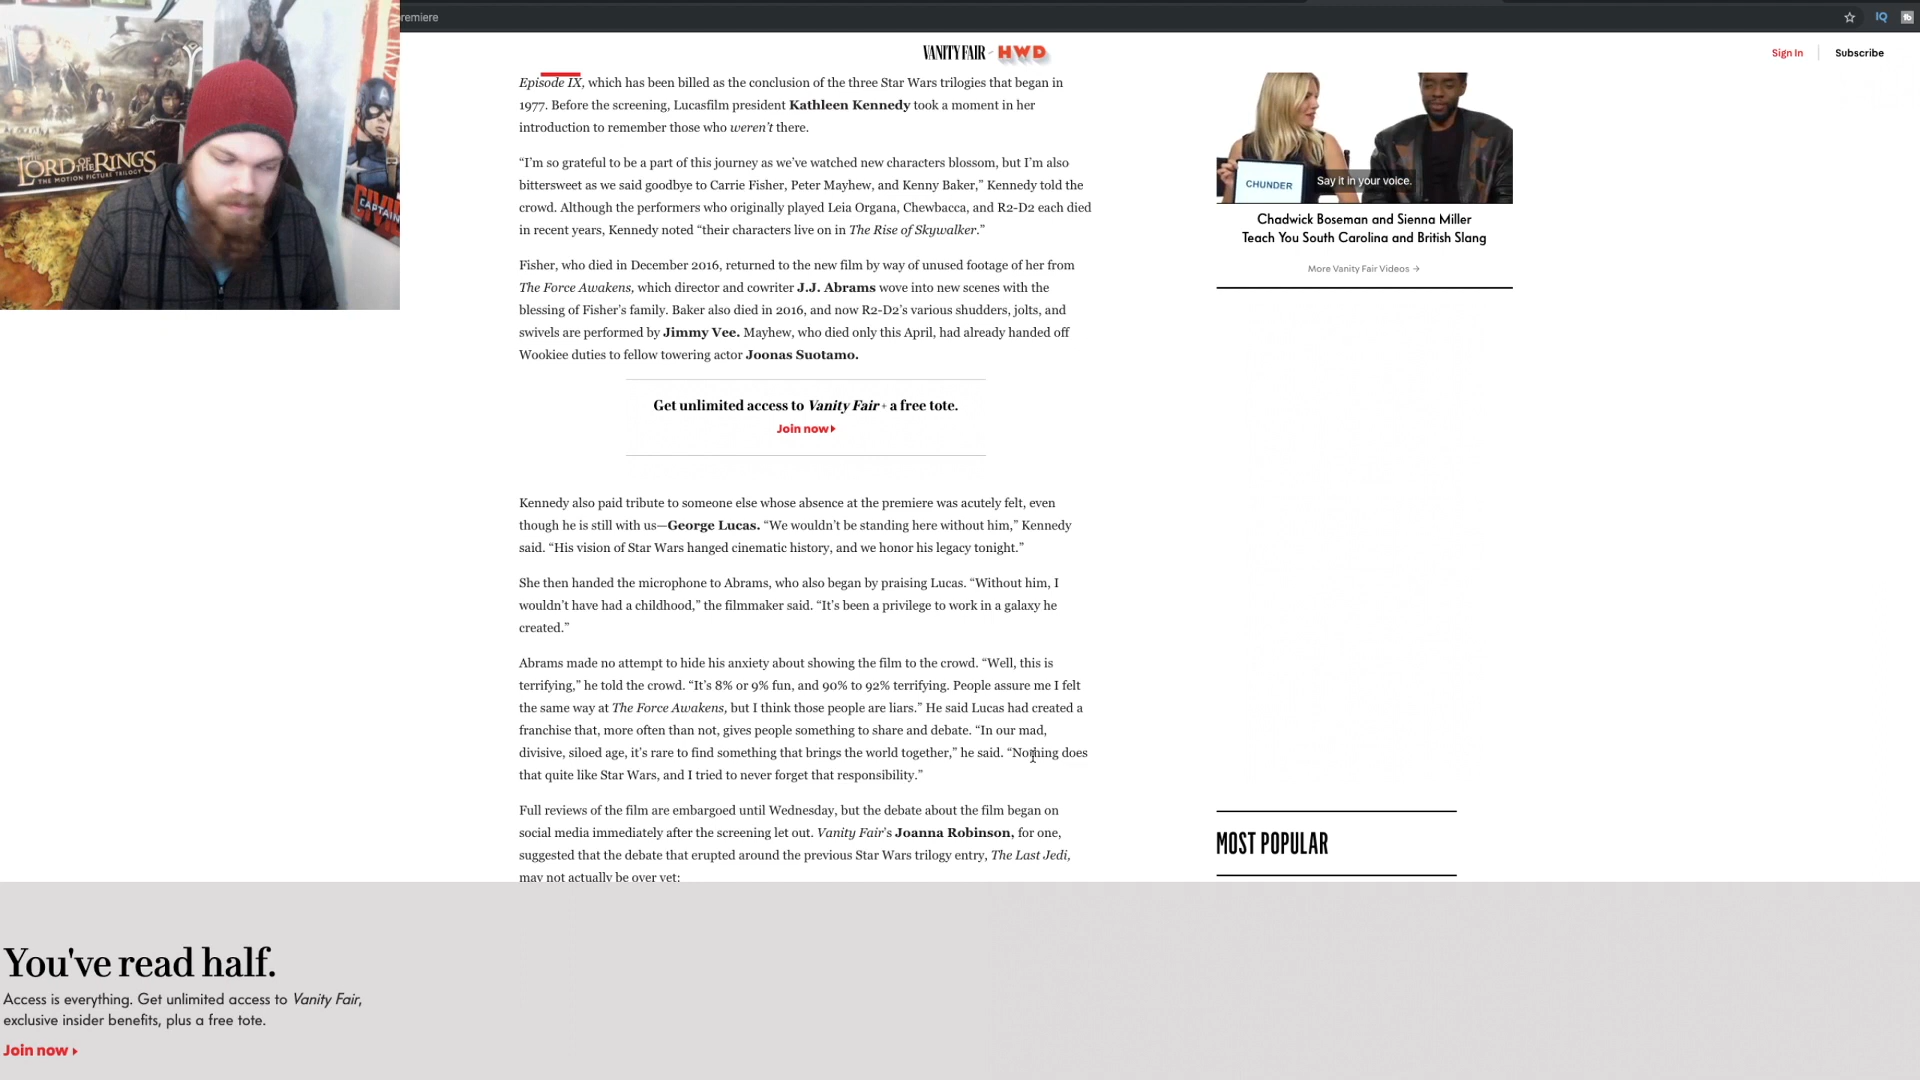 remiere
VANITY FAIR - HWD
Sign In
Subscribe
LORD OF THE RINGS
THE MOTION PICTURE TRILOGY
CAPTAIN
Episode IX, which has been billed as the conclusion of the three Star Wars trilogies that began in
1977. Before the screening, Lucasfilm president Kathleen Kennedy took a moment in her
introduction to remember those who weren't there.
“I’m so grateful to be a part of this journey as we’ve watched new characters blossom, but I’m also
bittersweet as we said goodbye to Carrie Fisher, Peter Mayhew, and Kenny Baker,” Kennedy told the
crowd. Although the performers who originally played Leia Organa, Chewbacca, and R2-D2 each died
in recent years, Kennedy noted “their characters live on in The Rise of Skywalker.”
Fisher, who died in December 2016, returned to the new film by way of unused footage of her from
The Force Awakens, which director and cowriter J.J. Abrams wove into new scenes with the
blessing of Fisher’s family. Baker also died in 2016, and now R2-D2’s various shudders, jolts, and
swivels are performed by Jimmy Vee. Mayhew, who died only this April, had already handed off
Wookiee duties to fellow towering actor Joonas Suotamo.
Get unlimited access to Vanity Fair + a free tote.
Join now
Kennedy also paid tribute to someone else whose absence at the premiere was acutely felt, even
though he is still with us—George Lucas. “We wouldn’t be standing here without him,” Kennedy
said. “His vision of Star Wars hanged cinematic history, and we honor his legacy tonight.”
She then handed the microphone to Abrams, who also began by praising Lucas. “Without him, I
wouldn’t have had a childhood,” the filmmaker said. “It’s been a privilege to work in a galaxy he
created.”
Abrams made no attempt to hide his anxiety about showing the film to the crowd. “Well, this is
terrifying,” he told the crowd. “It’s 8% or 9% fun, and 90% to 92% terrifying. People assure me I felt
the same way at The Force Awakens, but I think those people are liars.” He said Lucas had created a
franchise that, more often than not, gives people something to share and debate. “In our mad,
divisive, siloed age, it’s rare to find something that brings the world together,” he said. “Nothing does
that quite like Star Wars, and I tried to never forget that responsibility.”
Full reviews of the film are embargoed until Wednesday, but the debate about the film began on
social media immediately after the screening let out. Vanity Fair’s Joanna Robinson, for one,
suggested that the debate that erupted around the previous Star Wars trilogy entry, The Last Jedi,
may not actually be over yet:
CHUNDER
Say it in your voice.
Chadwick Boseman and Sienna Miller
Teach You South Carolina and British Slang
More Vanity Fair Videos →
MOST POPULAR
You've read half.
Access is everything. Get unlimited access to Vanity Fair,
exclusive insider benefits, plus a free tote.
Join now